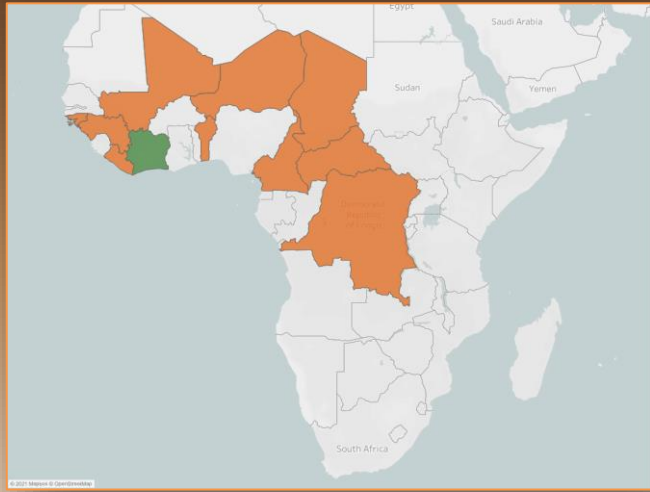 Egypt
Saudi Arabia
Sudan
Yemen
Democratic
Republic
of Congo
South Africa
© 2021 Mapbox © OpenStreetMap